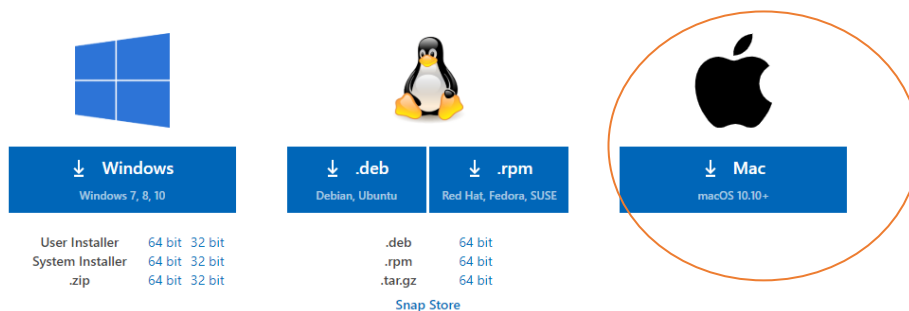 Windows
Windows 7, 8, 10
User Installer 64 bit 32 bit
System Installer 64 bit 32 bit
.zip 64 bit 32 bit
.deb
Debian, Ubuntu
.rpm
Red Hat, Fedora, SUSE
.deb 64 bit
.rpm 64 bit
.tar.gz 64 bit
Snap Store
Mac
macOS 10.10+